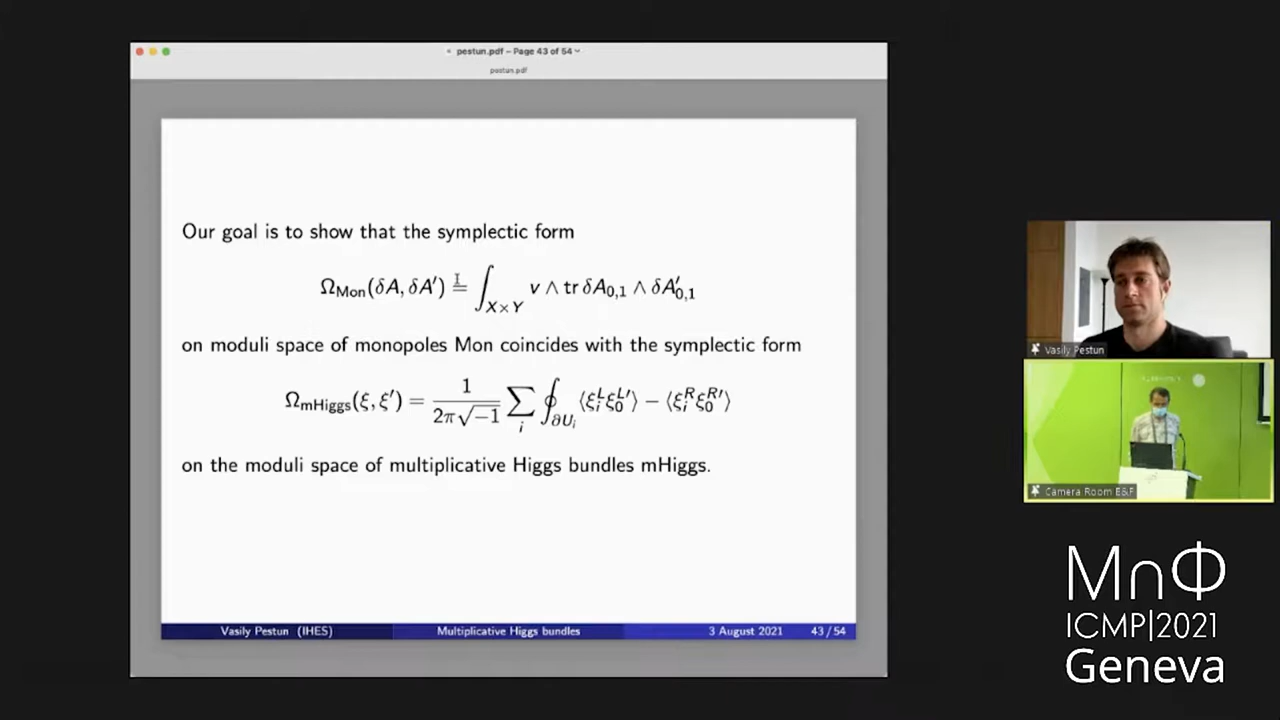 pestun.pdf – Page 43 of 54
pestun.pdf
Our goal is to show that the symplectic form
Ω_Mon(δA, δA′) = ∫_{X×Y} v ∧ tr δA_{0,1} ∧ δA′_{0,1}
on moduli space of monopoles Mon coincides with the symplectic form
Ω_mHiggs(ξ, ξ′) = 1/(2π√−1) ∑_i ∮_{∂U_i} ⟨ξ_i^L ξ_0^{L′}⟩ − ⟨ξ_i^R ξ_0^{R′}⟩
on the moduli space of multiplicative Higgs bundles mHiggs.
Vasily Pestun (IHES) Multiplicative Higgs bundles 3 August 2021 43 / 54
Vasily Pestun
Camera Room E&F
M∩Φ
ICMP|2021
Geneva